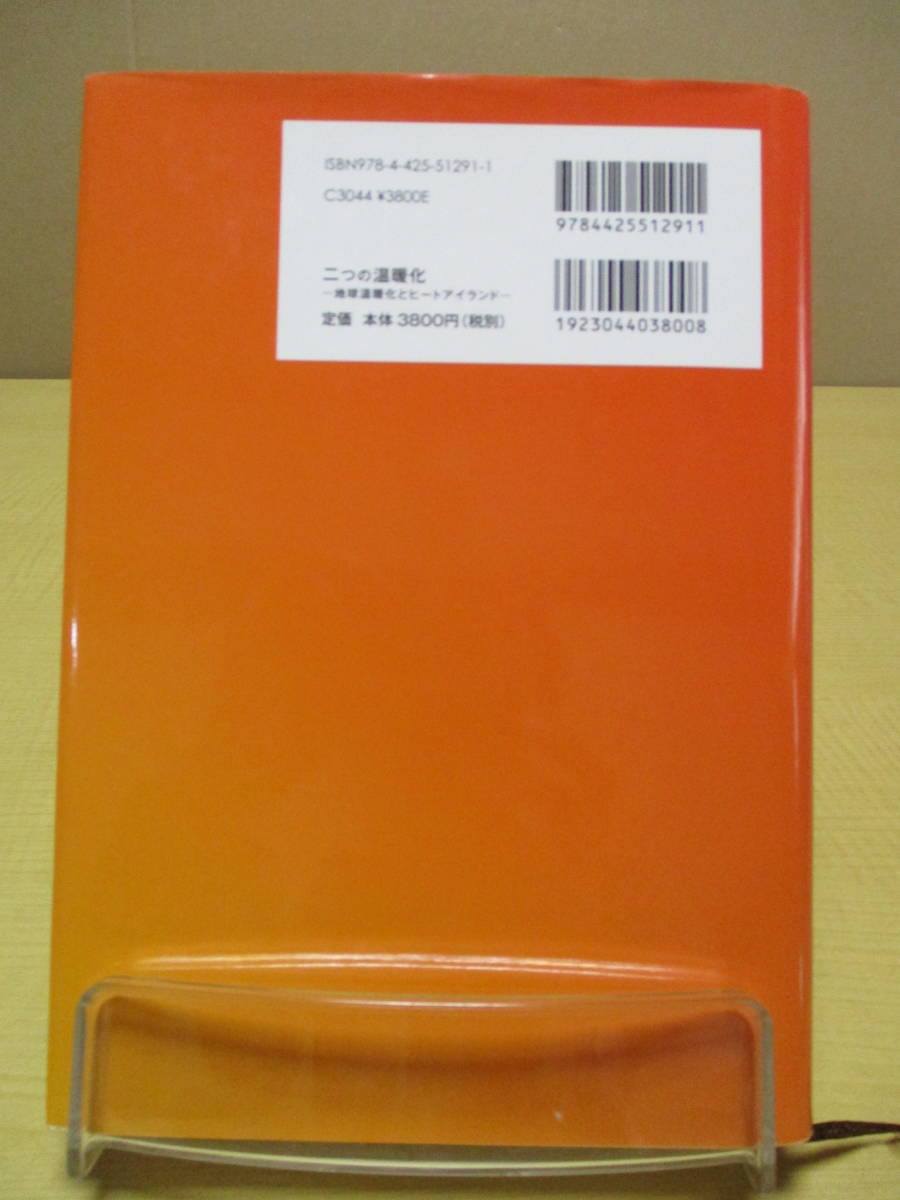 ISBN978-4-425-51291-1
C3044 ¥3800E
9784425512911
二つの温暖化
―地球温暖化とヒートアイランド―
定価 本体3800円(税別)
1923044038008